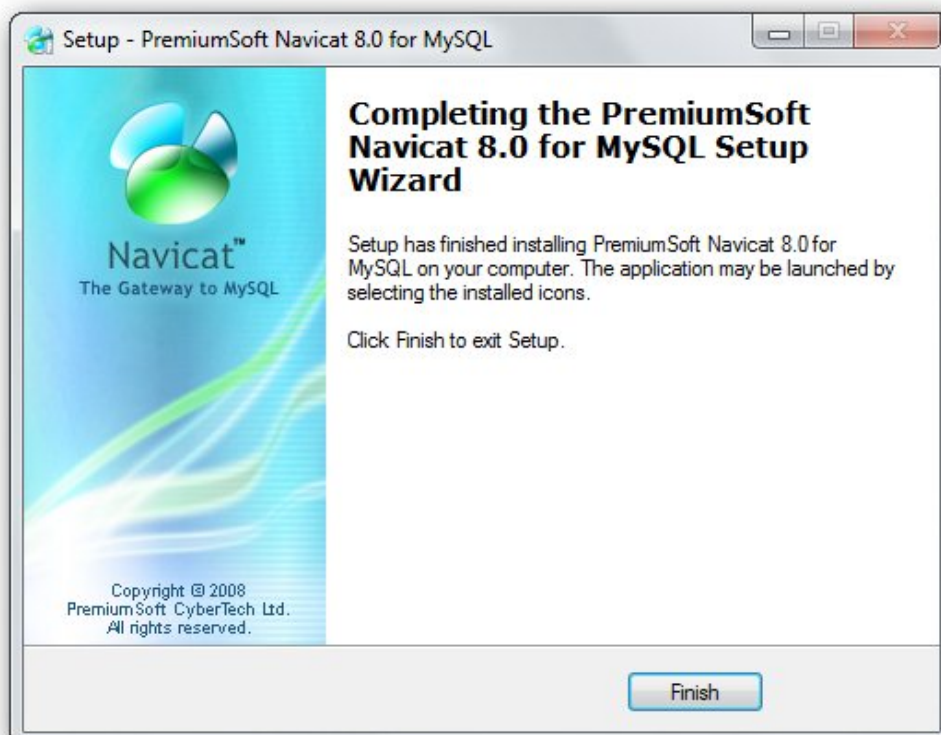 Setup - PremiumSoft Navicat 8.0 for MySQL
Completing the PremiumSoft
Navicat 8.0 for MySQL Setup
Wizard
Setup has finished installing PremiumSoft Navicat 8.0 for
MySQL on your computer. The application may be launched by
selecting the installed icons.
Click Finish to exit Setup.
Navicat™
The Gateway to MySQL
Copyright © 2008
PremiumSoft CyberTech Ltd.
All rights reserved.
Finish